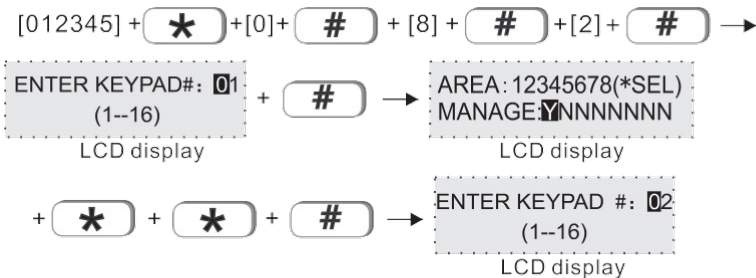 [012345] + * +[0]+ # + [8] + # +[2] + # →
ENTER KEYPAD#: 01
(1--16)
LCD display
+ # →
AREA:12345678(*SEL)
MANAGE:YNNNNNNN
LCD display
+ * + * + # →
ENTER KEYPAD #: 02
(1--16)
LCD display